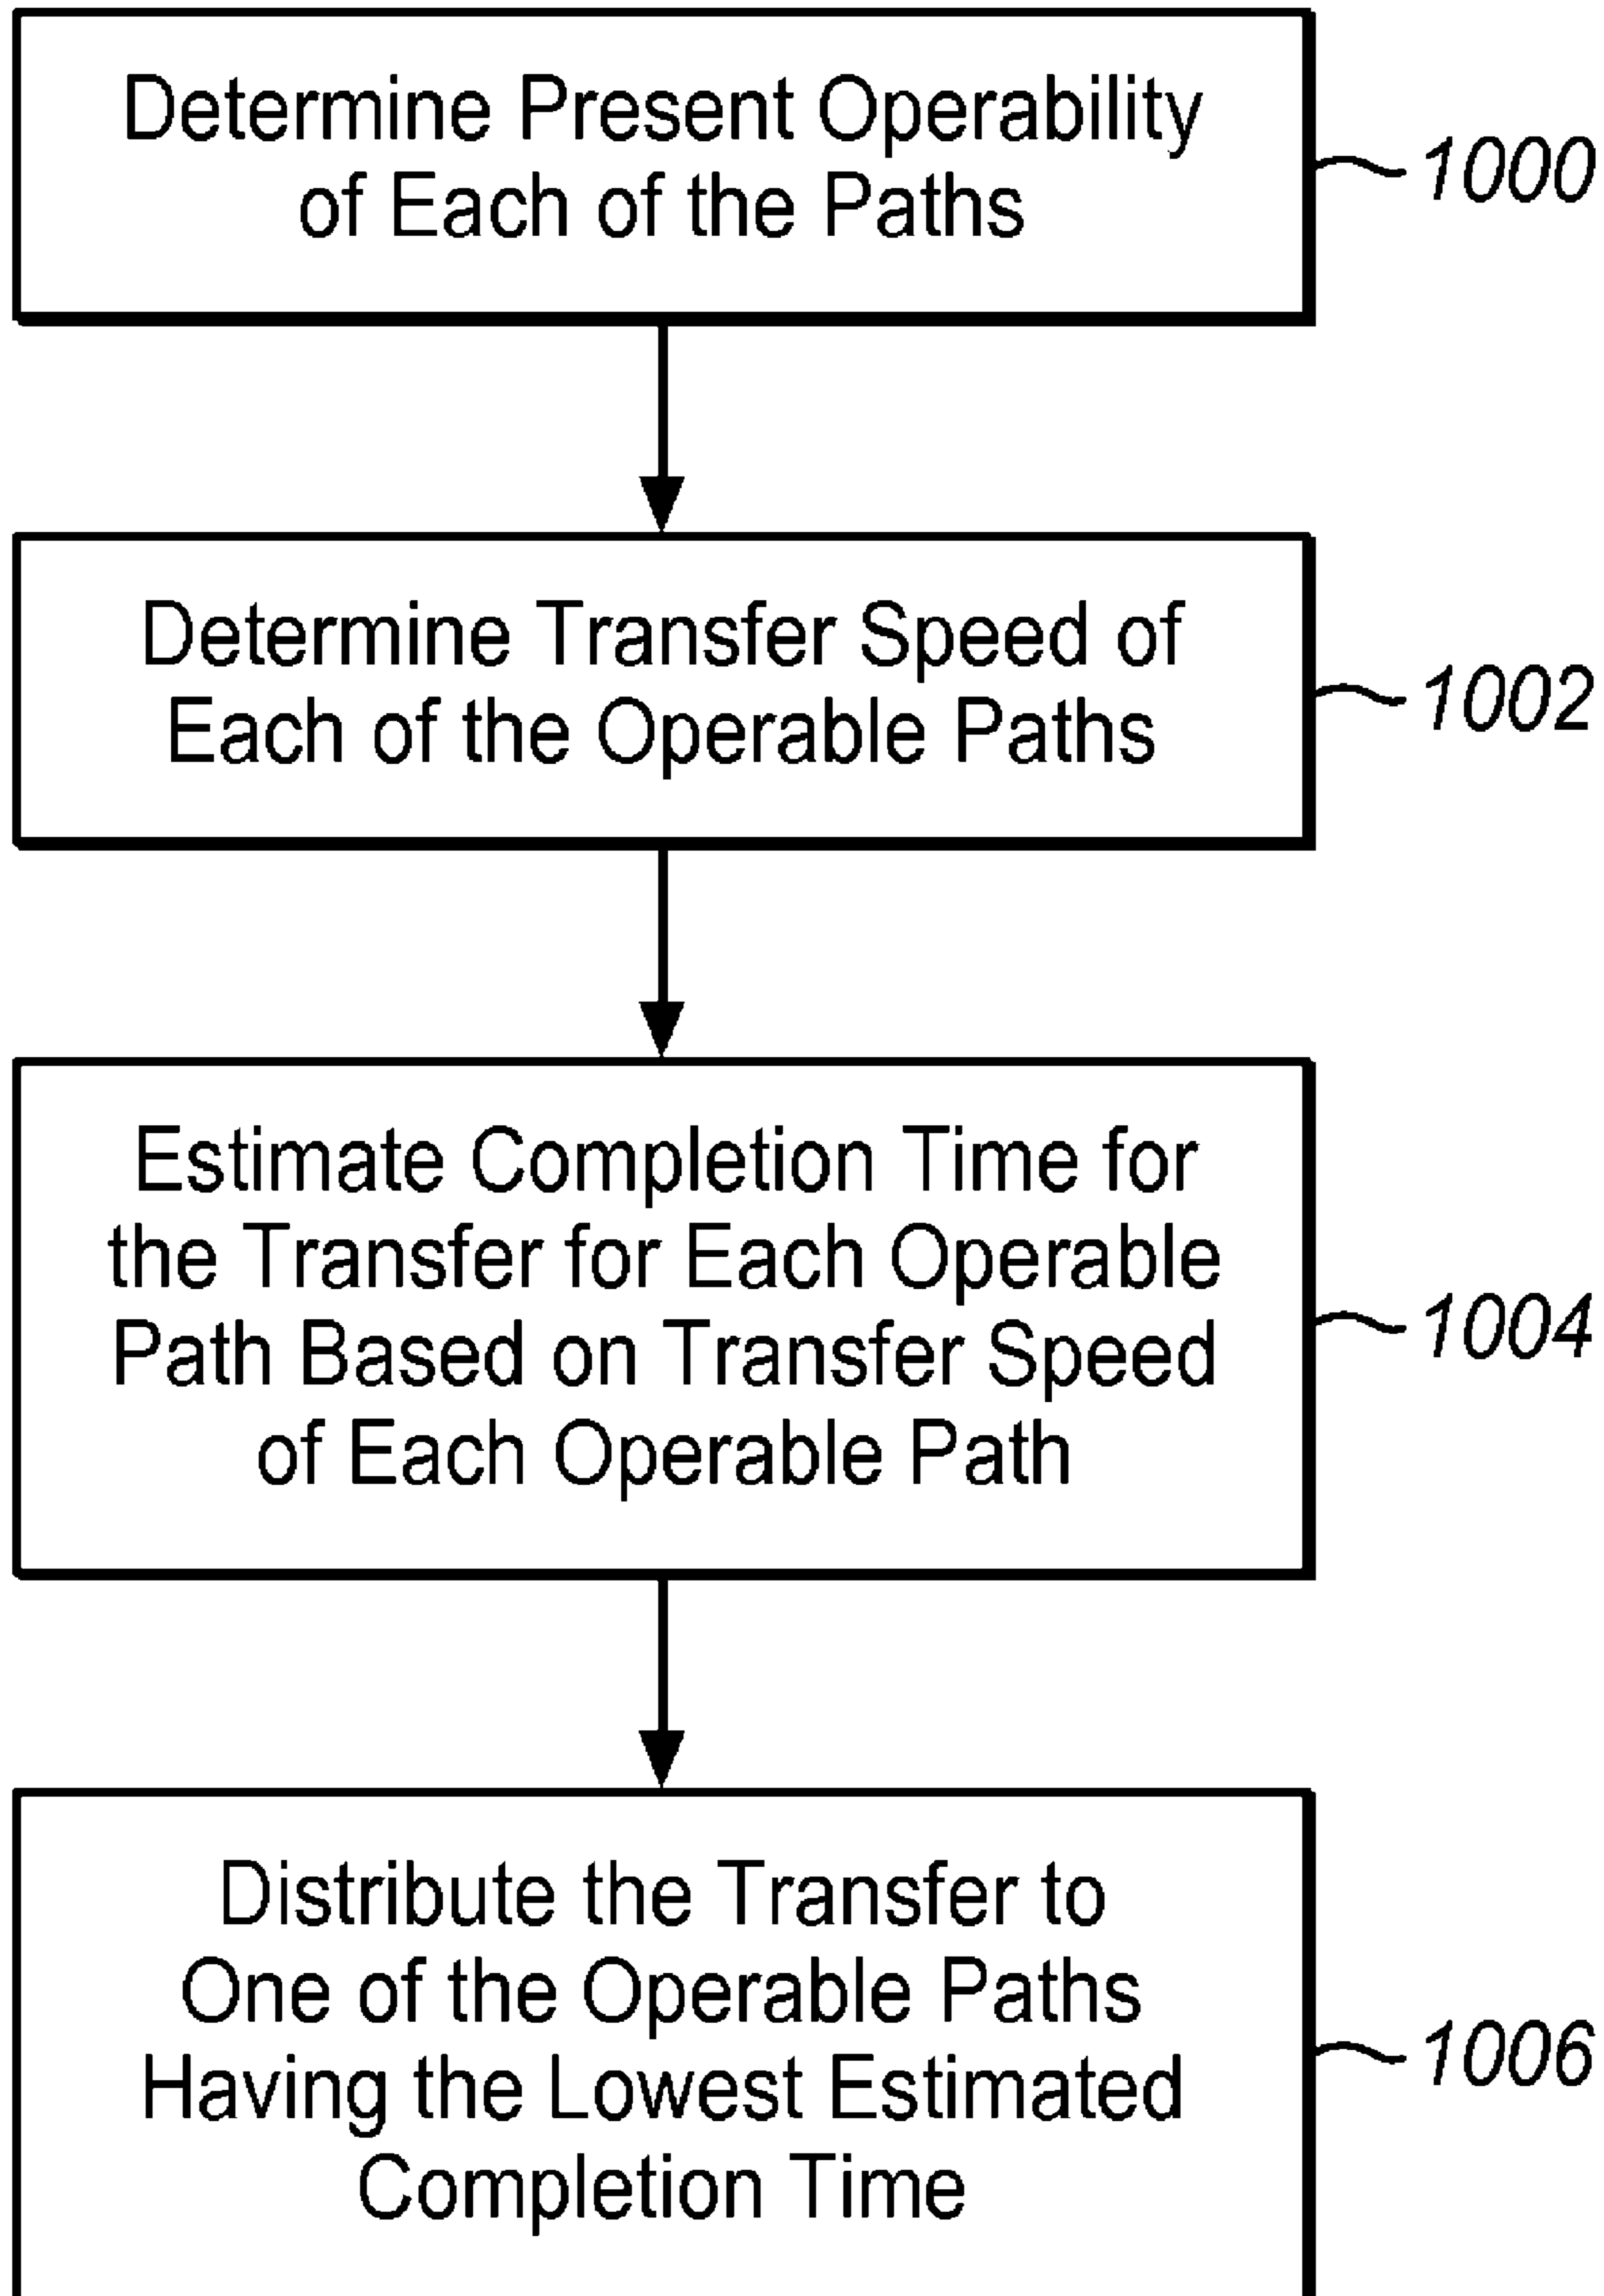 Determine Present Operability
of Each of the Paths
1000
Determine Transfer Speed of
Each of the Operable Paths
1002
Estimate Completion Time for
the Transfer for Each Operable
Path Based on Transfer Speed
of Each Operable Path
1004
Distribute the Transfer to
One of the Operable Paths
Having the Lowest Estimated
Completion Time
1006